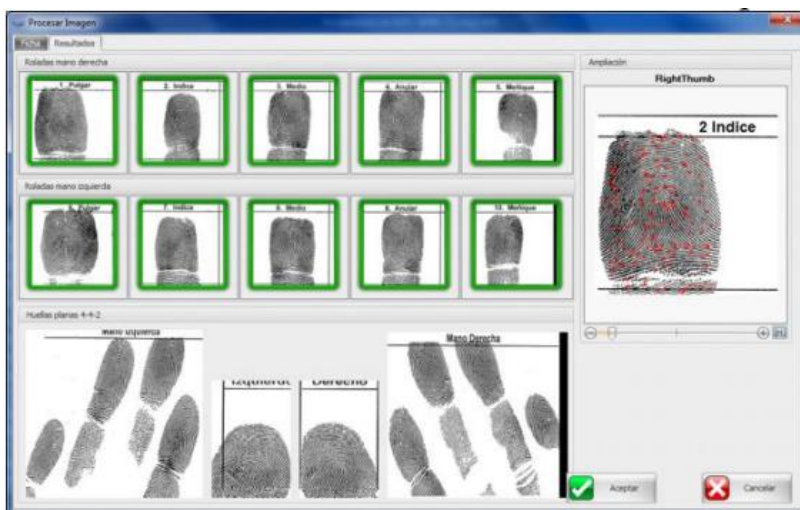 Procesar Imagen
Ficha Resultados
Roladas mano derecha
1. Pulgar 2. Indice 3. Medio 4. Anular 5. Meñique
Roladas mano izquierda
6. Pulgar 7. Indice 8. Medio 9. Anular 10. Meñique
Huellas planas 4-4-2
Mano Izquierda
Izquierdo Derecho
Mano Derecha
Ampliación
RightThumb
2 Indice
Aceptar
Cancelar